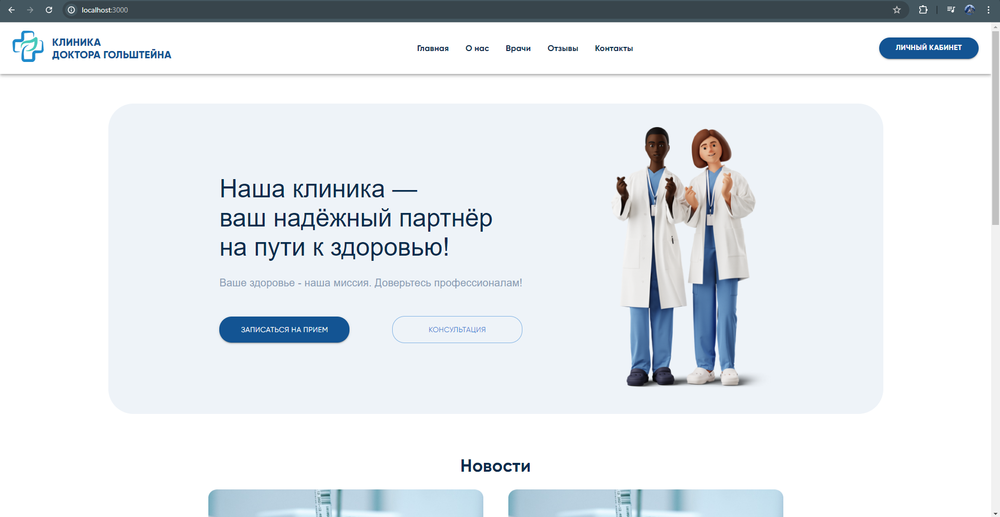 localhost:3000
КЛИНИКА
ДОКТОРА ГОЛЬШТЕЙНА
Главная
О нас
Врачи
Отзывы
Контакты
ЛИЧНЫЙ КАБИНЕТ
Наша клиника —
ваш надёжный партнёр
на пути к здоровью!
Ваше здоровье - наша миссия. Доверьтесь профессионалам!
ЗАПИСАТЬСЯ НА ПРИЕМ
КОНСУЛЬТАЦИЯ
Новости